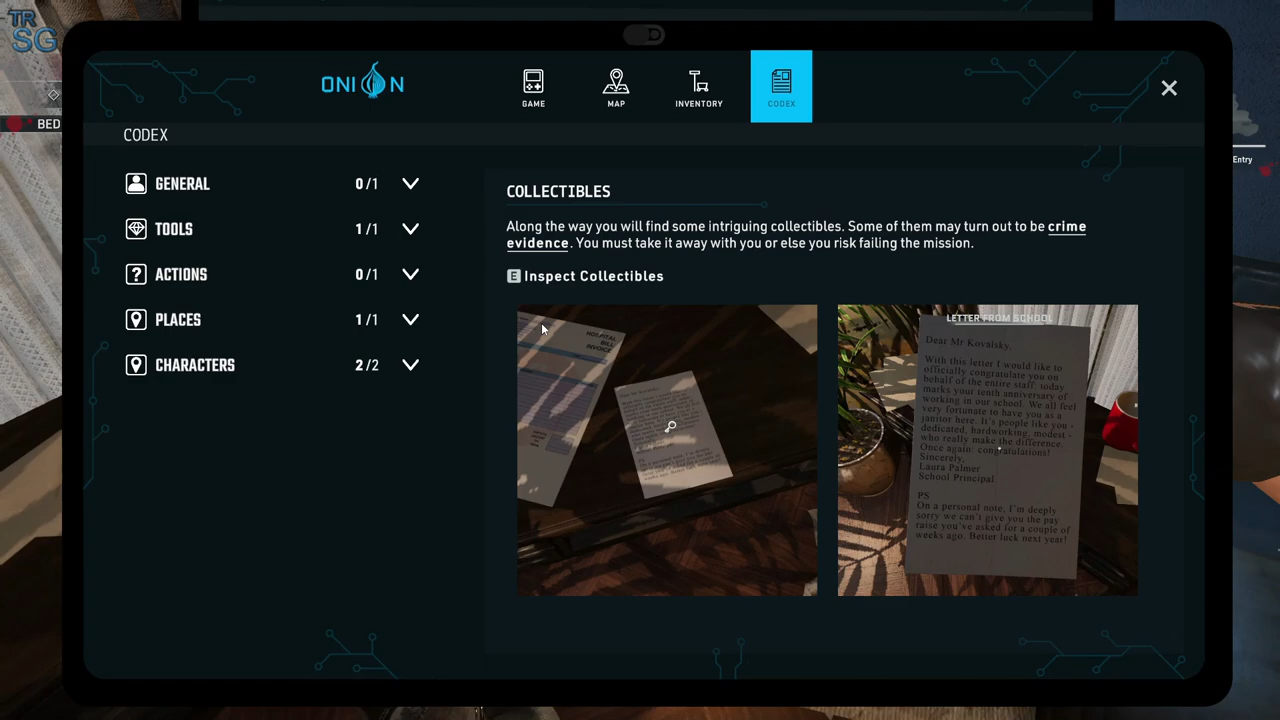 TR
SG
ONION
GAME
MAP
INVENTORY
CODEX
BED
Entry
CODEX
GENERAL 0/1
TOOLS 1/1
ACTIONS 0/1
PLACES 1/1
CHARACTERS 2/2
COLLECTIBLES
Along the way you will find some intriguing collectibles. Some of them may turn out to be crime
evidence. You must take it away with you or else you risk failing the mission.
E Inspect Collectibles
HOSPITAL
BILL
INVOICE
LETTER FROM SCHOOL
Dear Mr Kovalsky,
With this letter I would like to
officially congratulate you on
behalf of the entire staff: today
marks your tenth anniversary of
working in our school. We all feel
very fortunate to have you as a
janitor here. It's people like you -
dedicated, hardworking, modest -
who really make the difference.
Once again: congratulations!
Sincerely,
Laura Palmer
School Principal
PS
On a personal note, I'm deeply
sorry we can't give you the pay
raise you've asked for a couple of
weeks ago. Better luck next year!